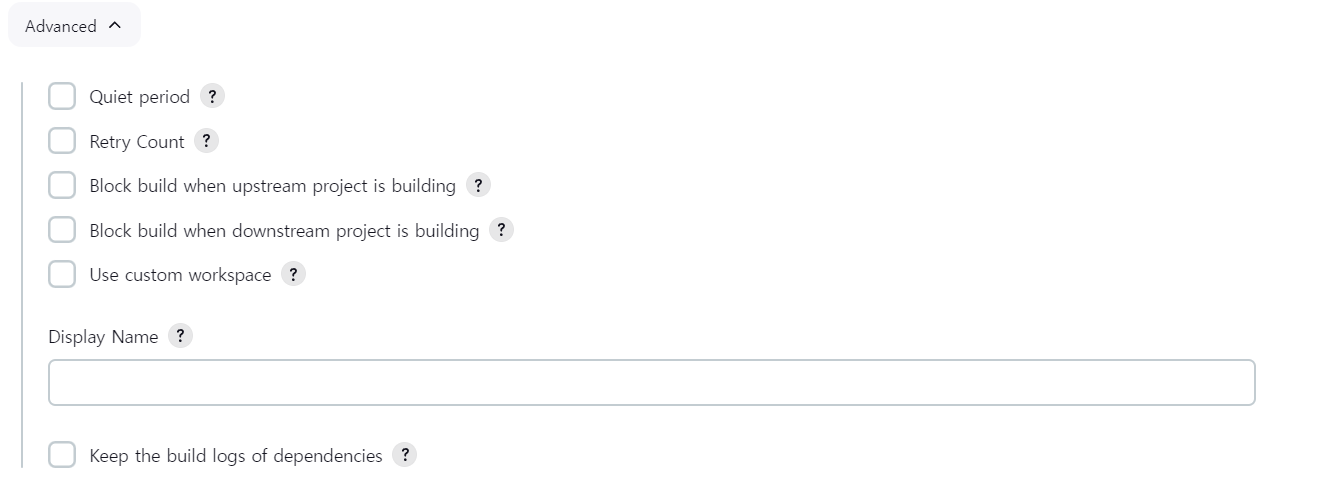 Advanced
Quiet period ?
Retry Count ?
Block build when upstream project is building ?
Block build when downstream project is building ?
Use custom workspace ?
Display Name ?
Keep the build logs of dependencies ?